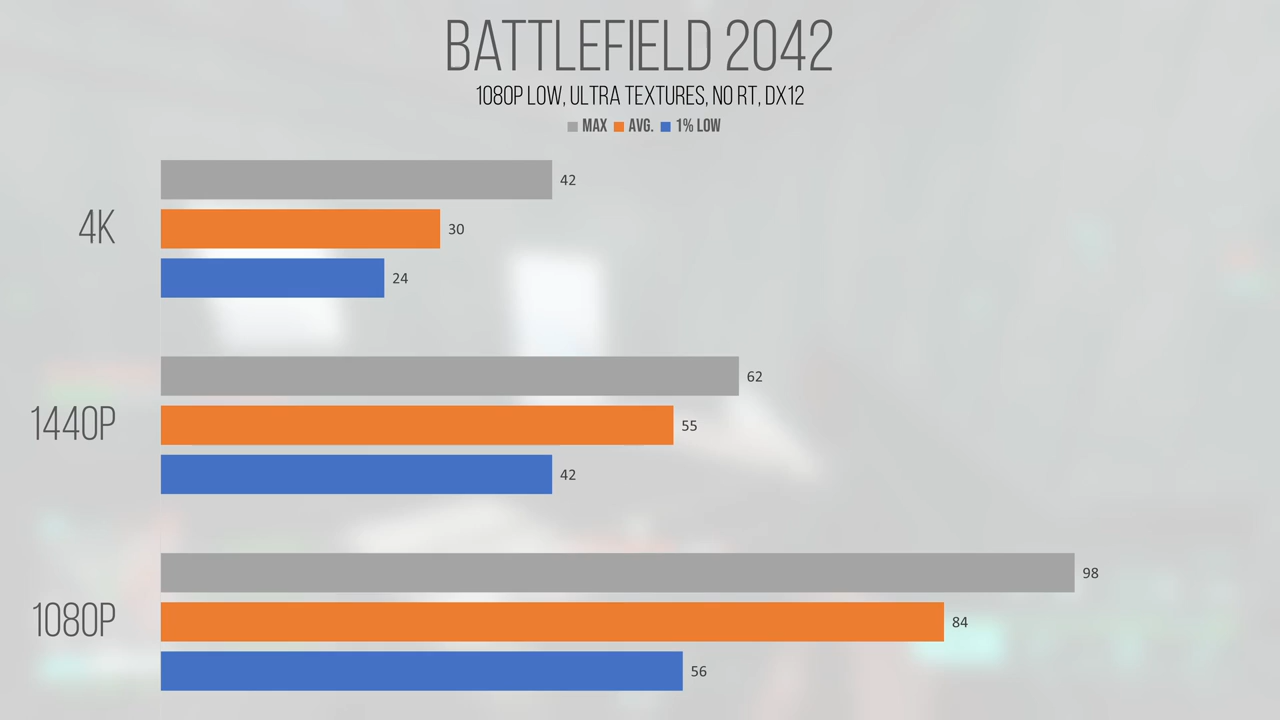 BATTLEFIELD 2042
1080P LOW, ULTRA TEXTURES, NO RT, DX12
MAX AVG. 1% LOW
42
4K
30
24
62
1440P
55
42
98
1080P
84
56